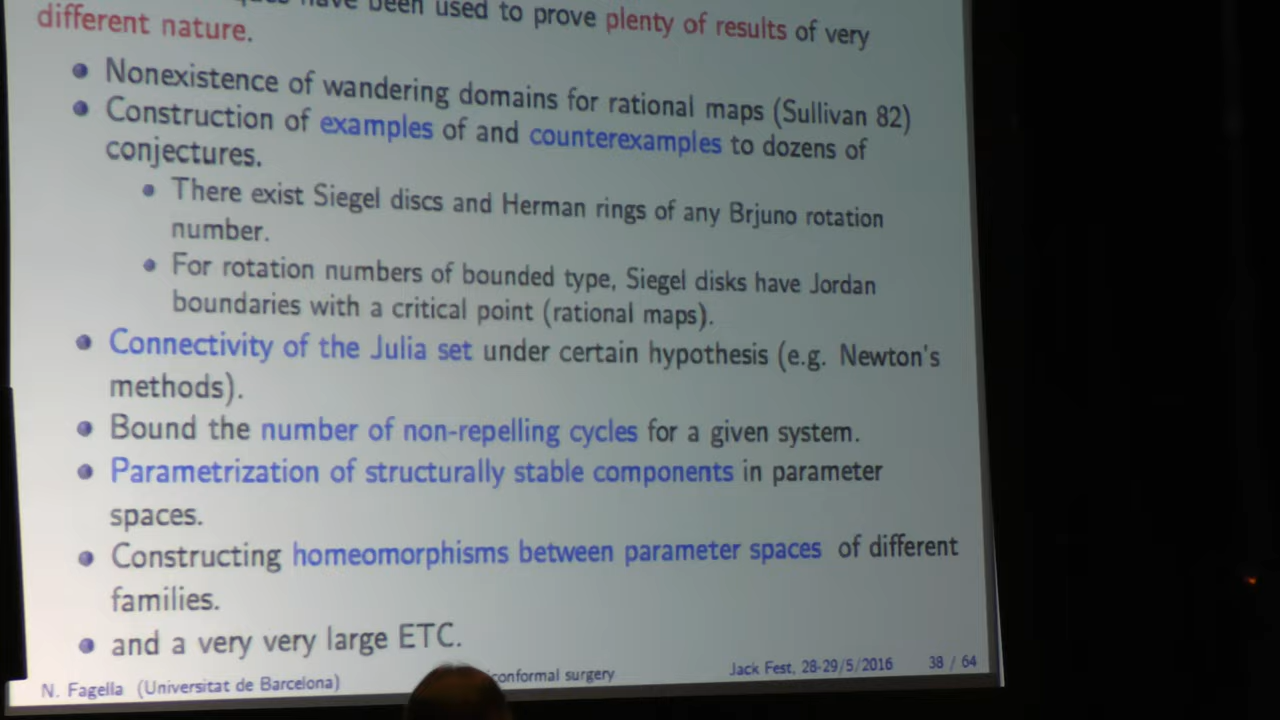 have been used to prove plenty of results of very
different nature.
Nonexistence of wandering domains for rational maps (Sullivan 82)
Construction of examples of and counterexamples to dozens of
conjectures.
There exist Siegel discs and Herman rings of any Brjuno rotation
number.
For rotation numbers of bounded type, Siegel disks have Jordan
boundaries with a critical point (rational maps).
Connectivity of the Julia set under certain hypothesis (e.g. Newton's
methods).
Bound the number of non-repelling cycles for a given system.
Parametrization of structurally stable components in parameter
spaces.
Constructing homeomorphisms between parameter spaces of different
families.
and a very very large ETC.
N. Fagella (Universitat de Barcelona) conformal surgery Jack Fest, 28-29/5/2016 38 / 64